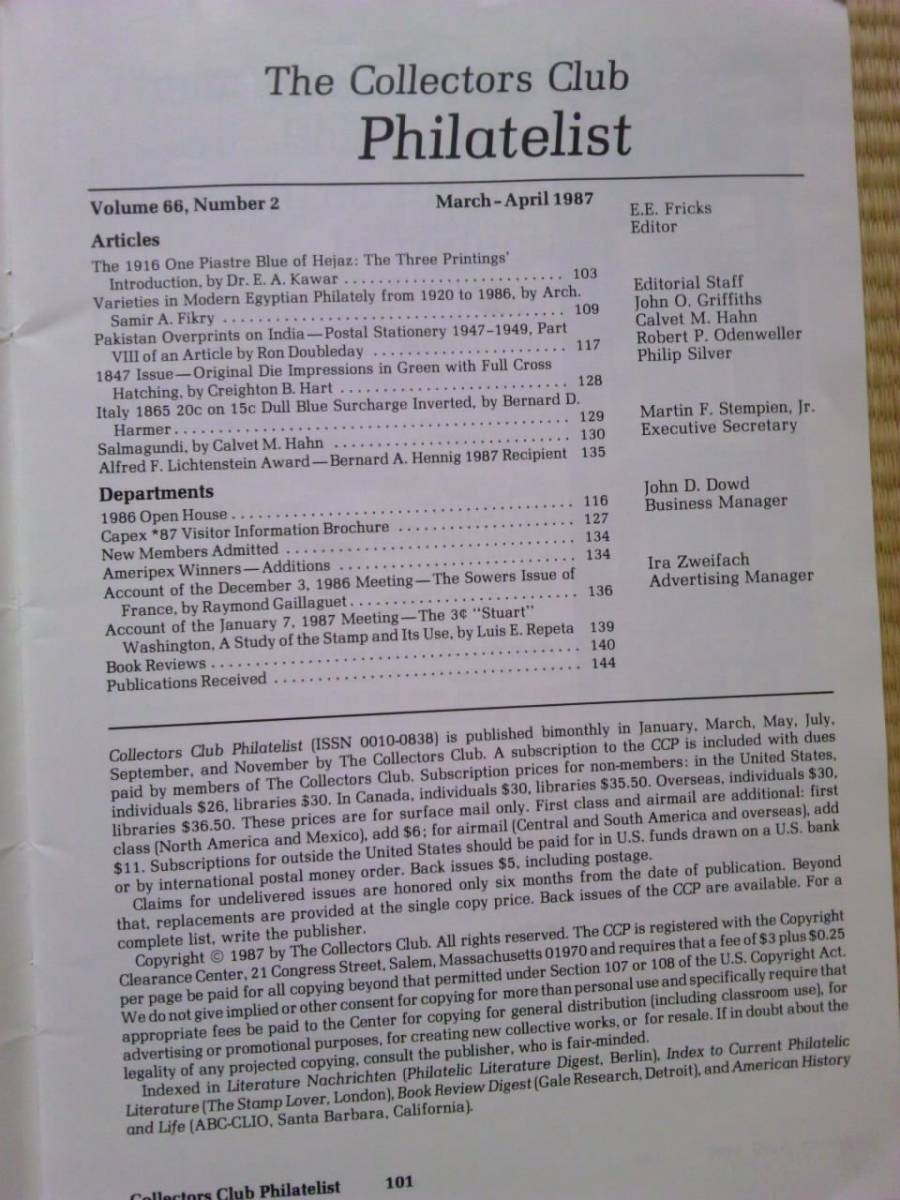 The Collectors Club
Philatelist
Volume 66, Number 2
March-April 1987
Articles
The 1916 One Piastre Blue of Hejaz: The Three Printings'
Introduction, by Dr. E. A. Kawar ......................... 103
Varieties in Modern Egyptian Philately from 1920 to 1986, by Arch.
Samir A. Fikry ....................................... 109
Pakistan Overprints on India—Postal Stationery 1947-1949, Part
VIII of an Article by Ron Doubleday ...................... 117
1847 Issue—Original Die Impressions in Green with Full Cross
Hatching, by Creighton B. Hart .......................... 128
Italy 1865 20c on 15c Dull Blue Surcharge Inverted, by Bernard D.
Harmer ............................................. 129
Salmagundi, by Calvet M. Hahn ........................... 130
Alfred F. Lichtenstein Award—Bernard A. Hennig 1987 Recipient 135
Departments
1986 Open House ....................................... 116
Capex *87 Visitor Information Brochure .................... 127
New Members Admitted ................................. 134
Ameripex Winners—Additions ........................... 134
Account of the December 3, 1986 Meeting—The Sowers Issue of
France, by Raymond Gaillaguet .......................... 136
Account of the January 7, 1987 Meeting—The 3¢ "Stuart"
Washington, A Study of the Stamp and Its Use, by Luis E. Repeta 139
Book Reviews .......................................... 140
Publications Received ................................... 144
E.E. Fricks
Editor
Editorial Staff
John O. Griffiths
Calvet M. Hahn
Robert P. Odenweller
Philip Silver
Martin F. Stempien, Jr.
Executive Secretary
John D. Dowd
Business Manager
Ira Zweifach
Advertising Manager
Collectors Club Philatelist (ISSN 0010-0838) is published bimonthly in January, March, May, July,
September, and November by The Collectors Club. A subscription to the CCP is included with dues
paid by members of The Collectors Club. Subscription prices for non-members: in the United States,
individuals $26, libraries $30. In Canada, individuals $30, libraries $35.50. Overseas, individuals $30,
libraries $36.50. These prices are for surface mail only. First class and airmail are additional: first
class (North America and Mexico), add $6; for airmail (Central and South America and overseas), add
$11. Subscriptions for outside the United States should be paid for in U.S. funds drawn on a U.S. bank
or by international postal money order. Back issues $5, including postage.
Claims for undelivered issues are honored only six months from the date of publication. Beyond
that, replacements are provided at the single copy price. Back issues of the CCP are available. For a
complete list, write the publisher.
Copyright © 1987 by The Collectors Club. All rights reserved. The CCP is registered with the Copyright
Clearance Center, 21 Congress Street, Salem, Massachusetts 01970 and requires that a fee of $3 plus $0.25
per page be paid for all copying beyond that permitted under Section 107 or 108 of the U.S. Copyright Act.
We do not give implied or other consent for copying for more than personal use and specifically require that
appropriate fees be paid to the Center for copying for general distribution (including classroom use), for
advertising or promotional purposes, for creating new collective works, or for resale. If in doubt about the
legality of any projected copying, consult the publisher, who is fair-minded.
Indexed in Literature Nachrichten (Philatelic Literature Digest, Berlin), Index to Current Philatelic
Literature (The Stamp Lover, London), Book Review Digest (Gale Research, Detroit), and American History
and Life (ABC-CLIO, Santa Barbara, California).
Collectors Club Philatelist 101